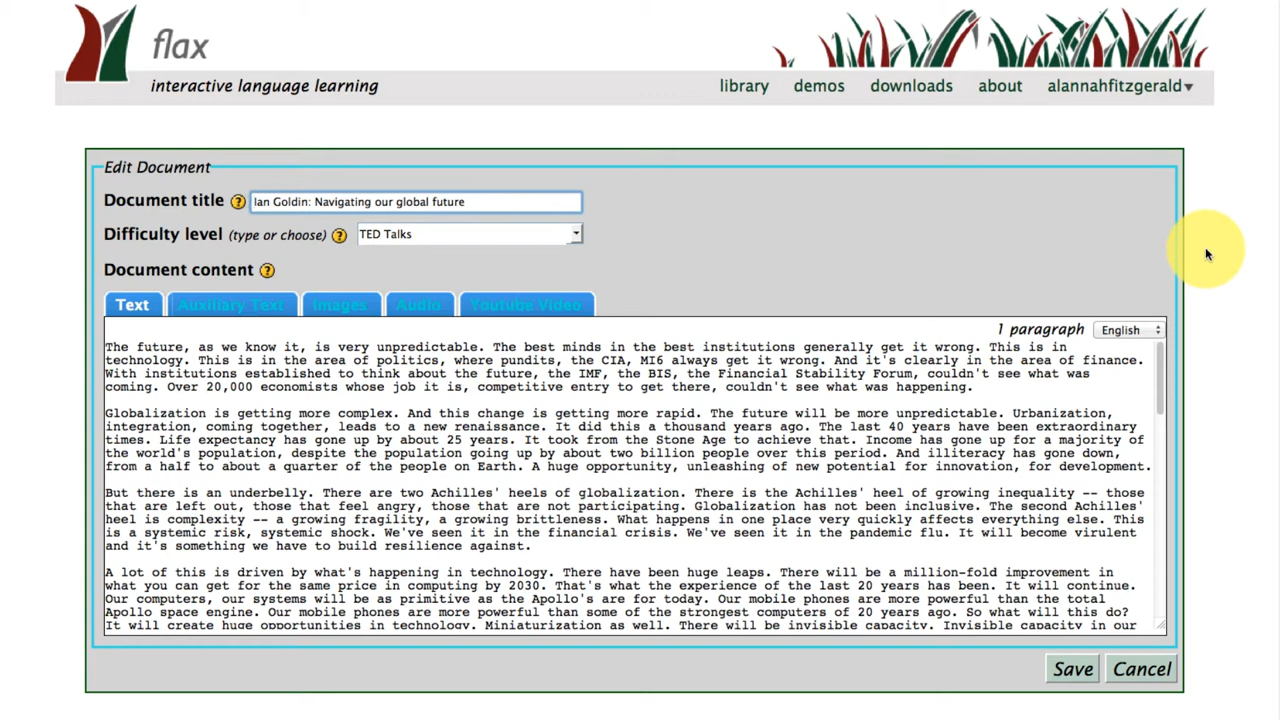 flax
interactive language learning
library demos downloads about alannahfitzgerald▼
Edit Document
Document title ? Ian Goldin: Navigating our global future
Difficulty level (type or choose) ? TED Talks
Document content ?
Text Auxiliary Text Images Audio Youtube Video
1 paragraph English
The future, as we know it, is very unpredictable. The best minds in the best institutions generally get it wrong. This is in
technology. This is in the area of politics, where pundits, the CIA, MI6 always get it wrong. And it's clearly in the area of finance.
With institutions established to think about the future, the IMF, the BIS, the Financial Stability Forum, couldn't see what was
coming. Over 20,000 economists whose job it is, competitive entry to get there, couldn't see what was happening.
Globalization is getting more complex. And this change is getting more rapid. The future will be more unpredictable. Urbanization,
integration, coming together, leads to a new renaissance. It did this a thousand years ago. The last 40 years have been extraordinary
times. Life expectancy has gone up by about 25 years. It took from the Stone Age to achieve that. Income has gone up for a majority of
the world's population, despite the population going up by about two billion people over this period. And illiteracy has gone down,
from a half to about a quarter of the people on Earth. A huge opportunity, unleashing of new potential for innovation, for development.
But there is an underbelly. There are two Achilles' heels of globalization. There is the Achilles' heel of growing inequality -- those
that are left out, those that feel angry, those that are not participating. Globalization has not been inclusive. The second Achilles'
heel is complexity -- a growing fragility, a growing brittleness. What happens in one place very quickly affects everything else. This
is a systemic risk, systemic shock. We've seen it in the financial crisis. We've seen it in the pandemic flu. It will become virulent
and it's something we have to build resilience against.
A lot of this is driven by what's happening in technology. There have been huge leaps. There will be a million-fold improvement in
what you can get for the same price in computing by 2030. That's what the experience of the last 20 years has been. It will continue.
Our computers, our systems will be as primitive as the Apollo's are for today. Our mobile phones are more powerful than the total
Apollo space engine. Our mobile phones are more powerful than some of the strongest computers of 20 years ago. So what will this do?
It will create huge opportunities in technology. Miniaturization as well. There will be invisible capacity. Invisible capacity in our
Save Cancel